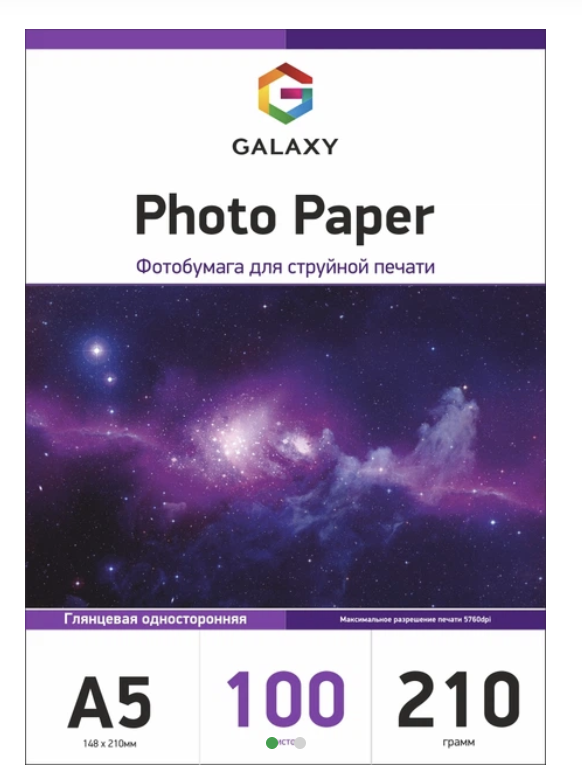 GALAXY
Photo Paper
Фотобумага для струйной печати
Глянцевая односторонняя
Максимальное разрешение печати 5760dpi
A5
100
210
148 x 210мм
грамм